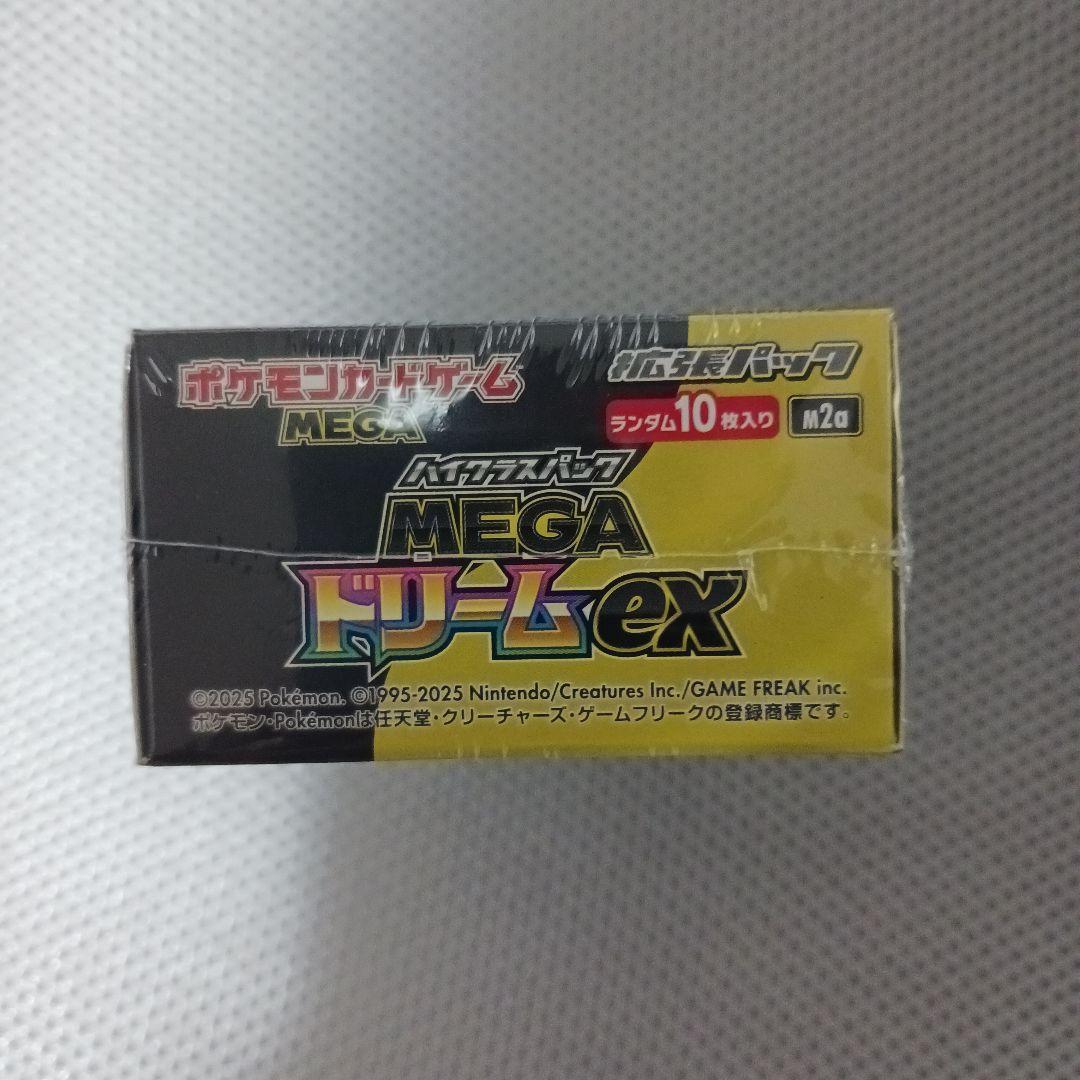 ポケモンカードゲーム
MEGA
拡張パック
ランダム10枚入り
M2a
ハイクラスパック
MEGA
ドリームex
©2025 Pokémon. ©1995-2025 Nintendo/Creatures Inc./GAME FREAK inc.
ポケモン・Pokémonは任天堂・クリーチャーズ・ゲームフリークの登録商標です。